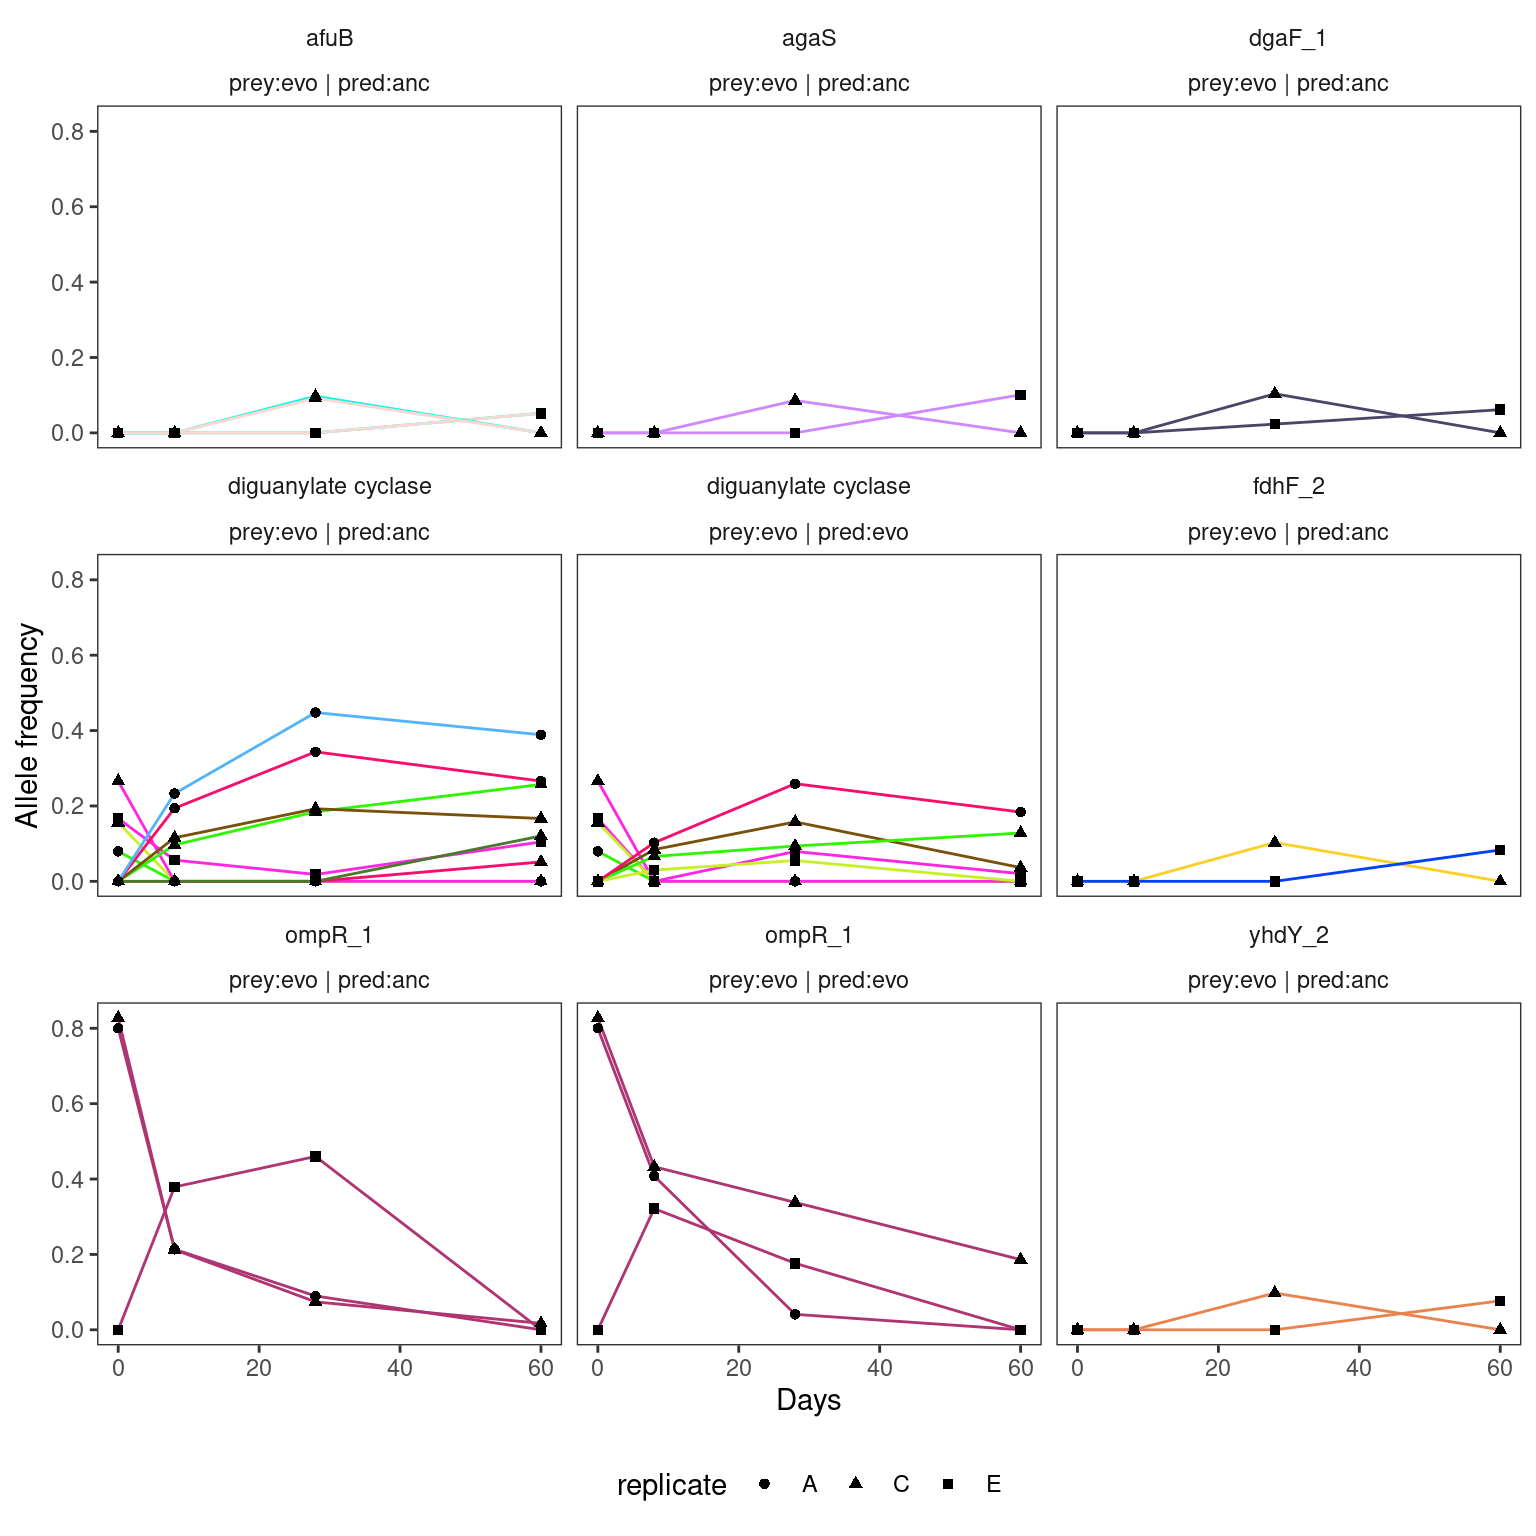 afuB
agaS
dgaF_1
prey:evo | pred:anc
prey:evo | pred:anc
prey:evo | pred:anc
0.8
0.6
0.4
0.2
0.0
diguanylate cyclase
diguanylate cyclase
fdhF_2
prey:evo | pred:anc
prey:evo | pred:evo
prey:evo | pred:anc
0.8
0.6
0.4
0.2
0.0
Allele frequency
ompR_1
ompR_1
yhdY_2
prey:evo | pred:anc
prey:evo | pred:evo
prey:evo | pred:anc
0.8
0.6
0.4
0.2
0.0
0 20 40 60
0 20 40 60
0 20 40 60
Days
replicate A C E